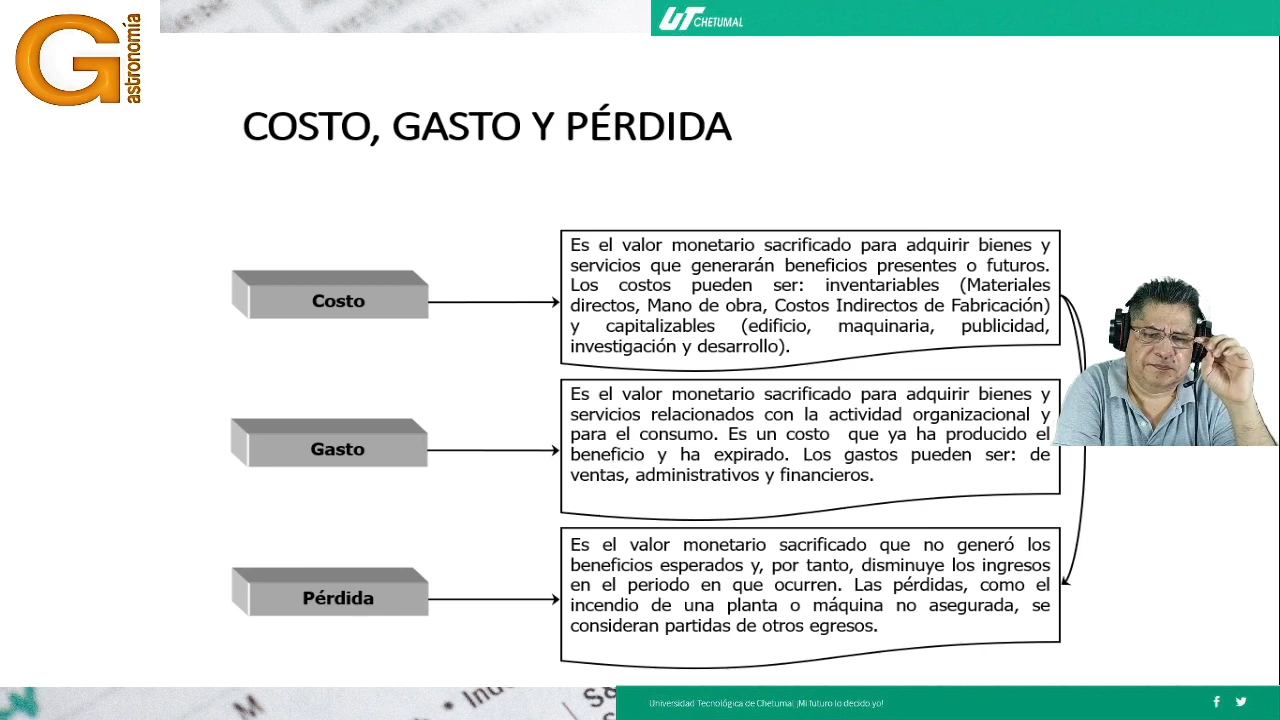 Gastronomía
UT CHETUMAL
COSTO, GASTO Y PÉRDIDA
Costo
Es el valor monetario sacrificado para adquirir bienes y
servicios que generarán beneficios presentes o futuros.
Los costos pueden ser: inventariables (Materiales
directos, Mano de obra, Costos Indirectos de Fabricación)
y capitalizables (edificio, maquinaria, publicidad,
investigación y desarrollo).
Gasto
Es el valor monetario sacrificado para adquirir bienes y
servicios relacionados con la actividad organizacional y
para el consumo. Es un costo que ya ha producido el
beneficio y ha expirado. Los gastos pueden ser: de
ventas, administrativos y financieros.
Pérdida
Es el valor monetario sacrificado que no generó los
beneficios esperados y, por tanto, disminuye los ingresos
en el periodo en que ocurren. Las pérdidas, como el
incendio de una planta o máquina no asegurada, se
consideran partidas de otros egresos.
Universidad Tecnológica de Chetumal ¡Mi futuro lo decido yo!